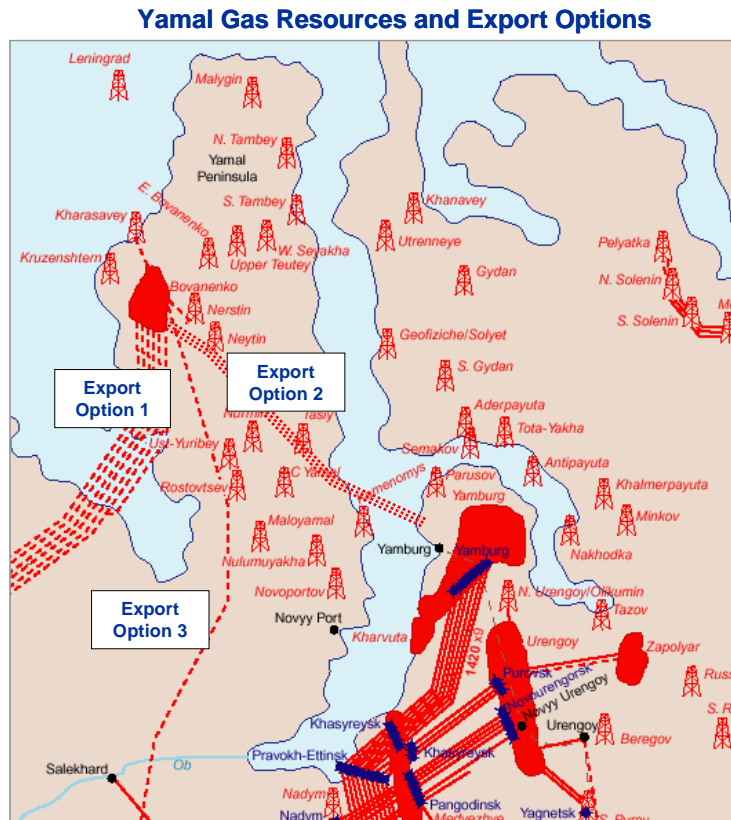 Yamal Gas Resources and Export Options
Leningrad
Malygin
N. Tambey
Yamal
Peninsula
E. Bovanenko
S. Tambey
Khanavey
Kharasavey
W. Seyakha
Utrenneye
Pelyatka
Upper Teutey
Kruzenshtern
Gydan
N. Solenin
Bovanenko
Nerstin
S. Solenin
Neytin
Geofiziche/Solyet
Export
Option 1
Export
Option 2
S. Gydan
Aderpayuta
Tota-Yakha
Ust-Yuribey
Semakov
Antipayuta
Rostovtsev
C Yamal
Parusov
Khalmerpayuta
Yamburg
Minkov
Maloyamal
Yamburg
Yamburg
Nakhodka
Nulumuyakha
Novoportov
N. Urengoy/Olikumin
Export
Option 3
Tazov
Novyy Port
Kharvuta
1420 x9
Urengoy
Zapolyar
Purovsk
Novourengorsk
Novyy Urengoy
Khasyreysk
Urengoy
Beregov
Khasyreysk
Pravokh-Ettinsk
Ob
Salekhard
Nadym
Pangodinsk
Yagnetsk
Nadym